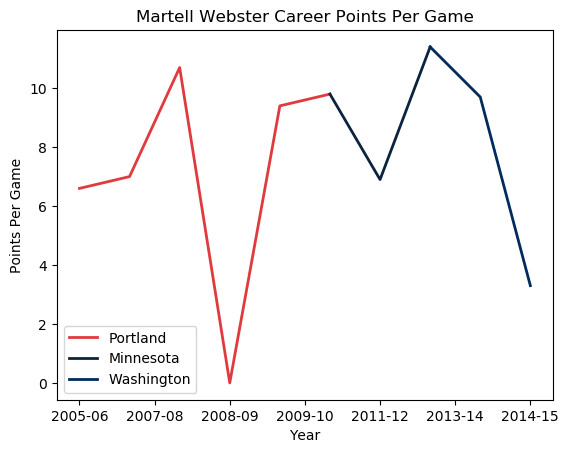 Martell Webster Career Points Per Game
Points Per Game
10
8
6
4
2
0
Portland
Minnesota
Washington
2005-06 2007-08 2008-09 2009-10 2011-12 2013-14 2014-15
Year